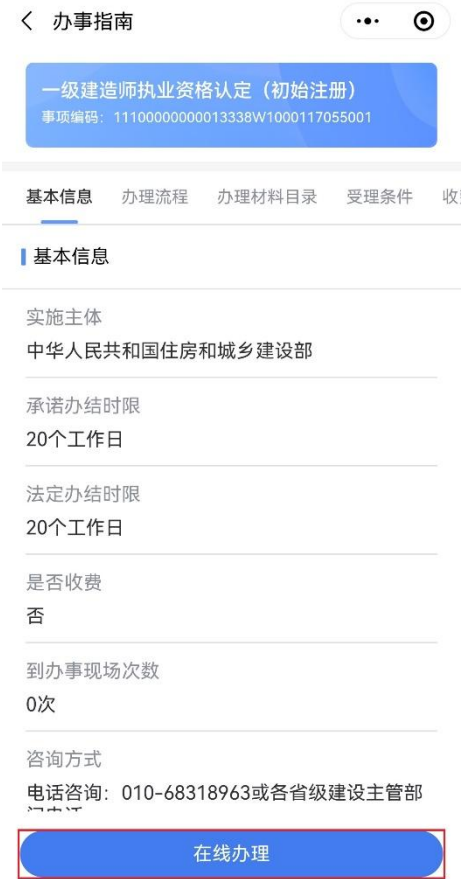 办事指南
一级建造师执业资格认定（初始注册）
事项编码：11100000000013338W1000117055001
基本信息 办理流程 办理材料目录 受理条件 收
基本信息
实施主体
中华人民共和国住房和城乡建设部
承诺办结时限
20个工作日
法定办结时限
20个工作日
是否收费
否
到办事现场次数
0次
咨询方式
电话咨询：010-68318963或各省级建设主管部
在线办理